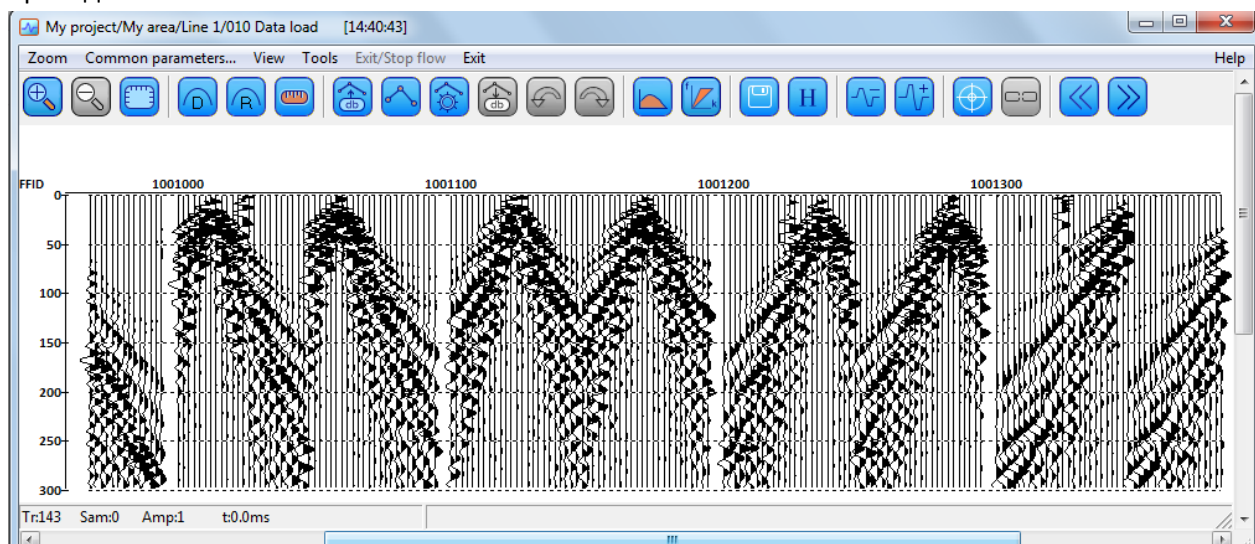 My project/My area/Line 1/010 Data load [14:40:43]
Zoom Common parameters... View Tools Exit/Stop flow Exit Help
D R db db f k H
FFID 1001000 1001100 1001200 1001300
0
50
100
150
200
250
300
Tr:143 Sam:0 Amp:1 t:0.0ms